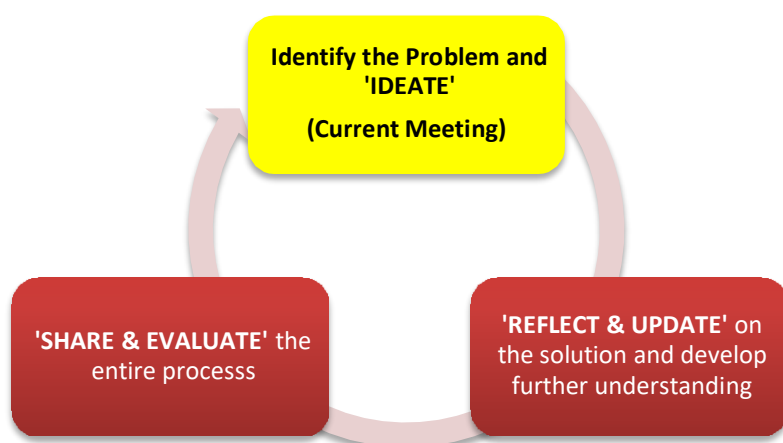 Identify the Problem and
'IDEATE'
(Current Meeting)
'SHARE & EVALUATE' the
entire processs
'REFLECT & UPDATE' on
the solution and develop
further understanding